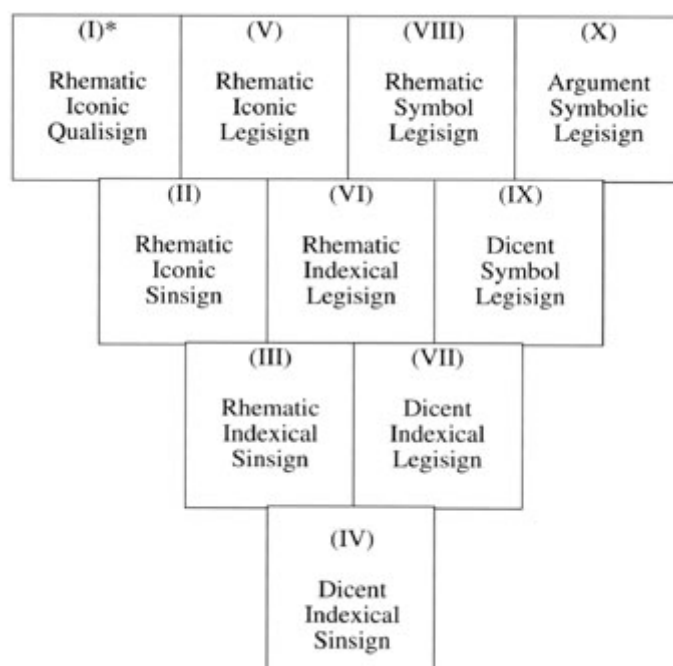 (I)*
Rhematic
Iconic
Qualisign
(V)
Rhematic
Iconic
Legisign
(VIII)
Rhematic
Symbol
Legisign
(X)
Argument
Symbolic
Legisign
(II)
Rhematic
Iconic
Sinsign
(VI)
Rhematic
Indexical
Legisign
(IX)
Dicent
Symbol
Legisign
(III)
Rhematic
Indexical
Sinsign
(VII)
Dicent
Indexical
Legisign
(IV)
Dicent
Indexical
Sinsign